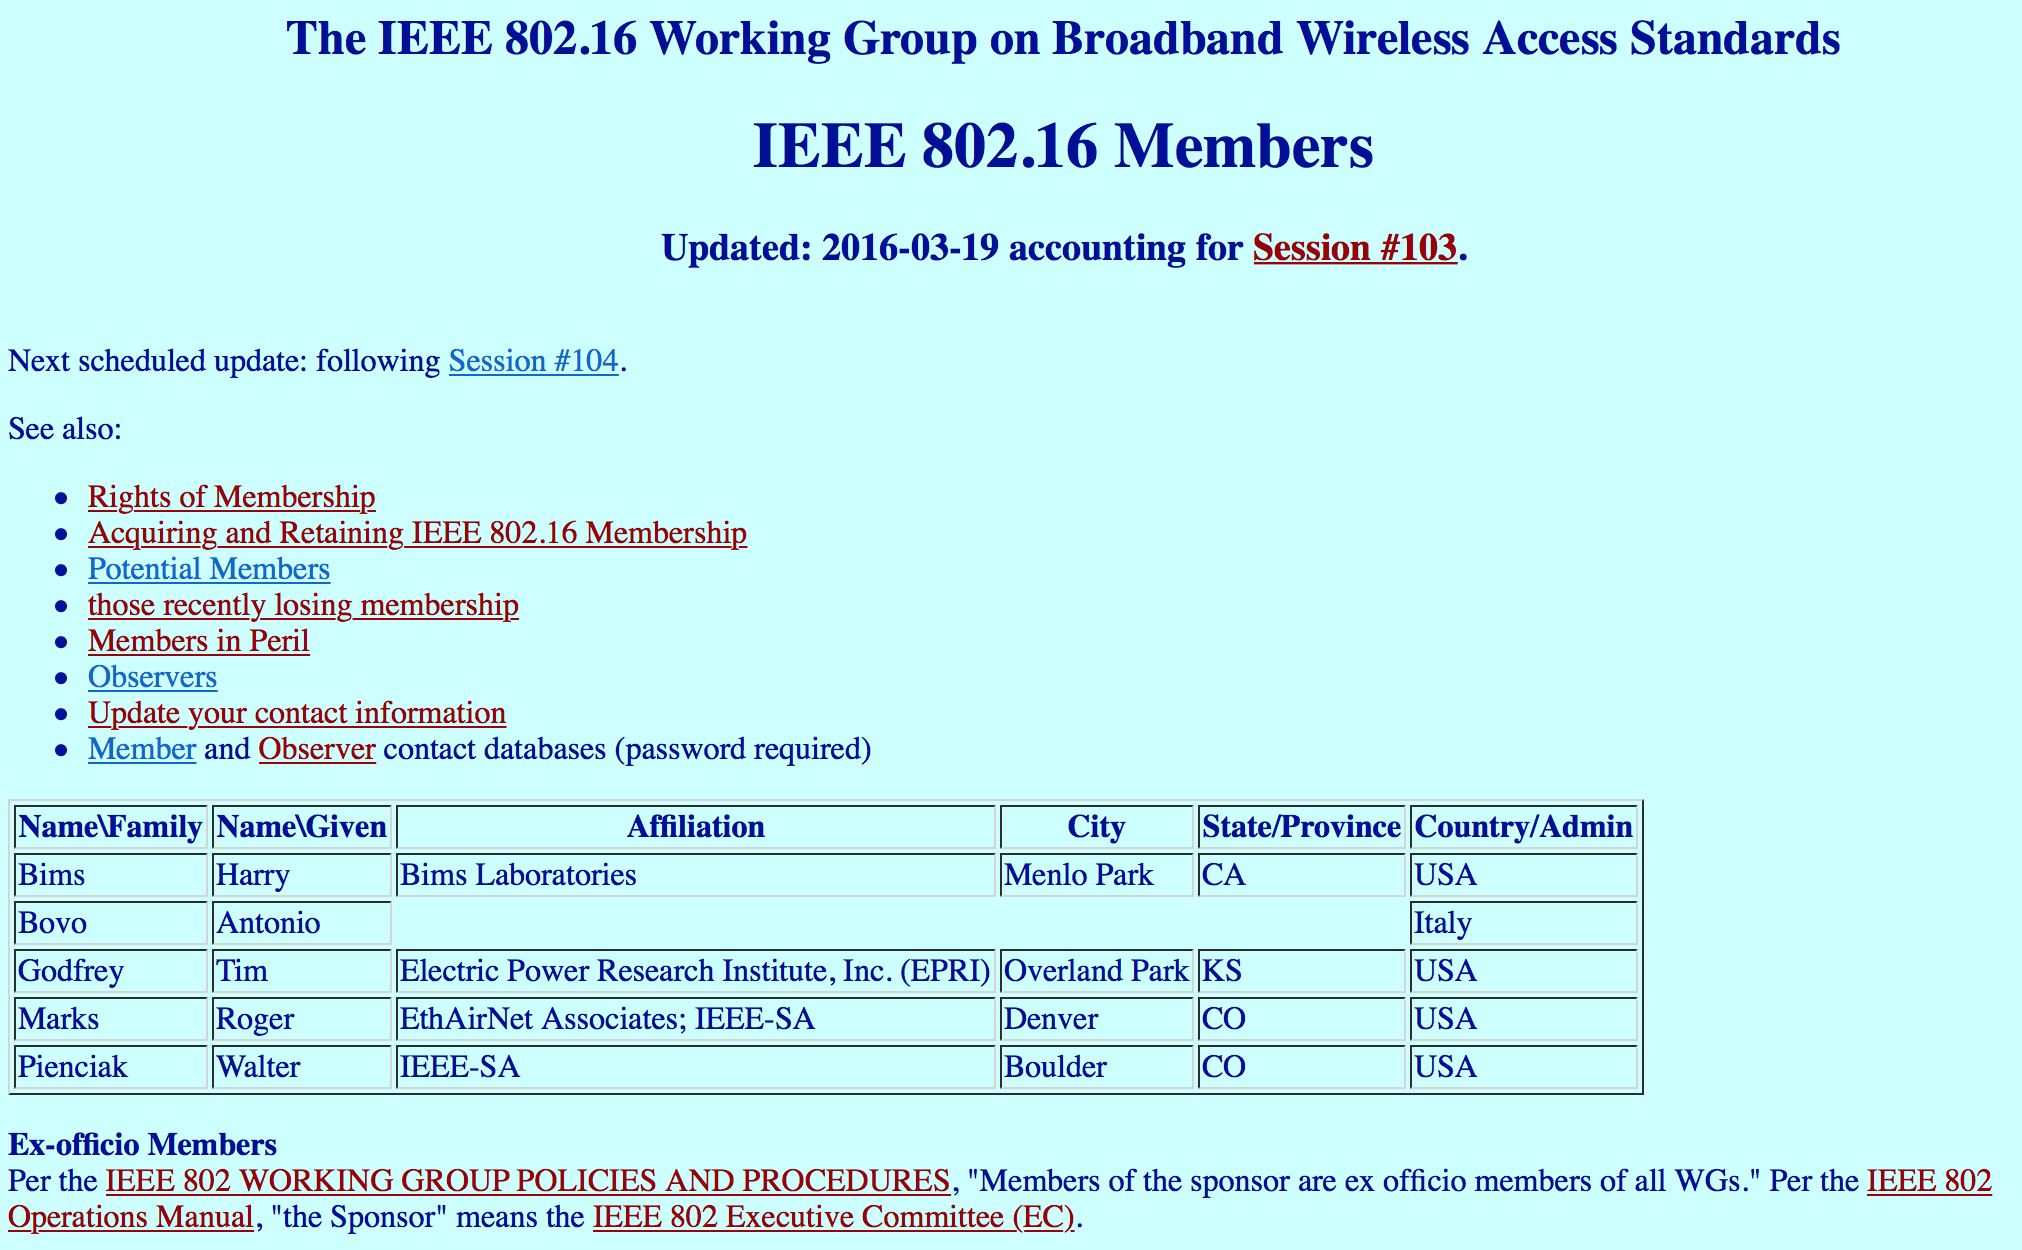 The IEEE 802.16 Working Group on Broadband Wireless Access Standards
IEEE 802.16 Members
Updated: 2016-03-19 accounting for Session #103.
Next scheduled update: following Session #104.
See also:
Rights of Membership
Acquiring and Retaining IEEE 802.16 Membership
Potential Members
those recently losing membership
Members in Peril
Observers
Update your contact information
Member and Observer contact databases (password required)
Name\Family Name\Given Affiliation City State/Province Country/Admin
Bims Harry Bims Laboratories Menlo Park CA USA
Bovo Antonio Italy
Godfrey Tim Electric Power Research Institute, Inc. (EPRI) Overland Park KS USA
Marks Roger EthAirNet Associates; IEEE-SA Denver CO USA
Pienciak Walter IEEE-SA Boulder CO USA
Ex-officio Members
Per the IEEE 802 WORKING GROUP POLICIES AND PROCEDURES, "Members of the sponsor are ex officio members of all WGs." Per the IEEE 802
Operations Manual, "the Sponsor" means the IEEE 802 Executive Committee (EC).